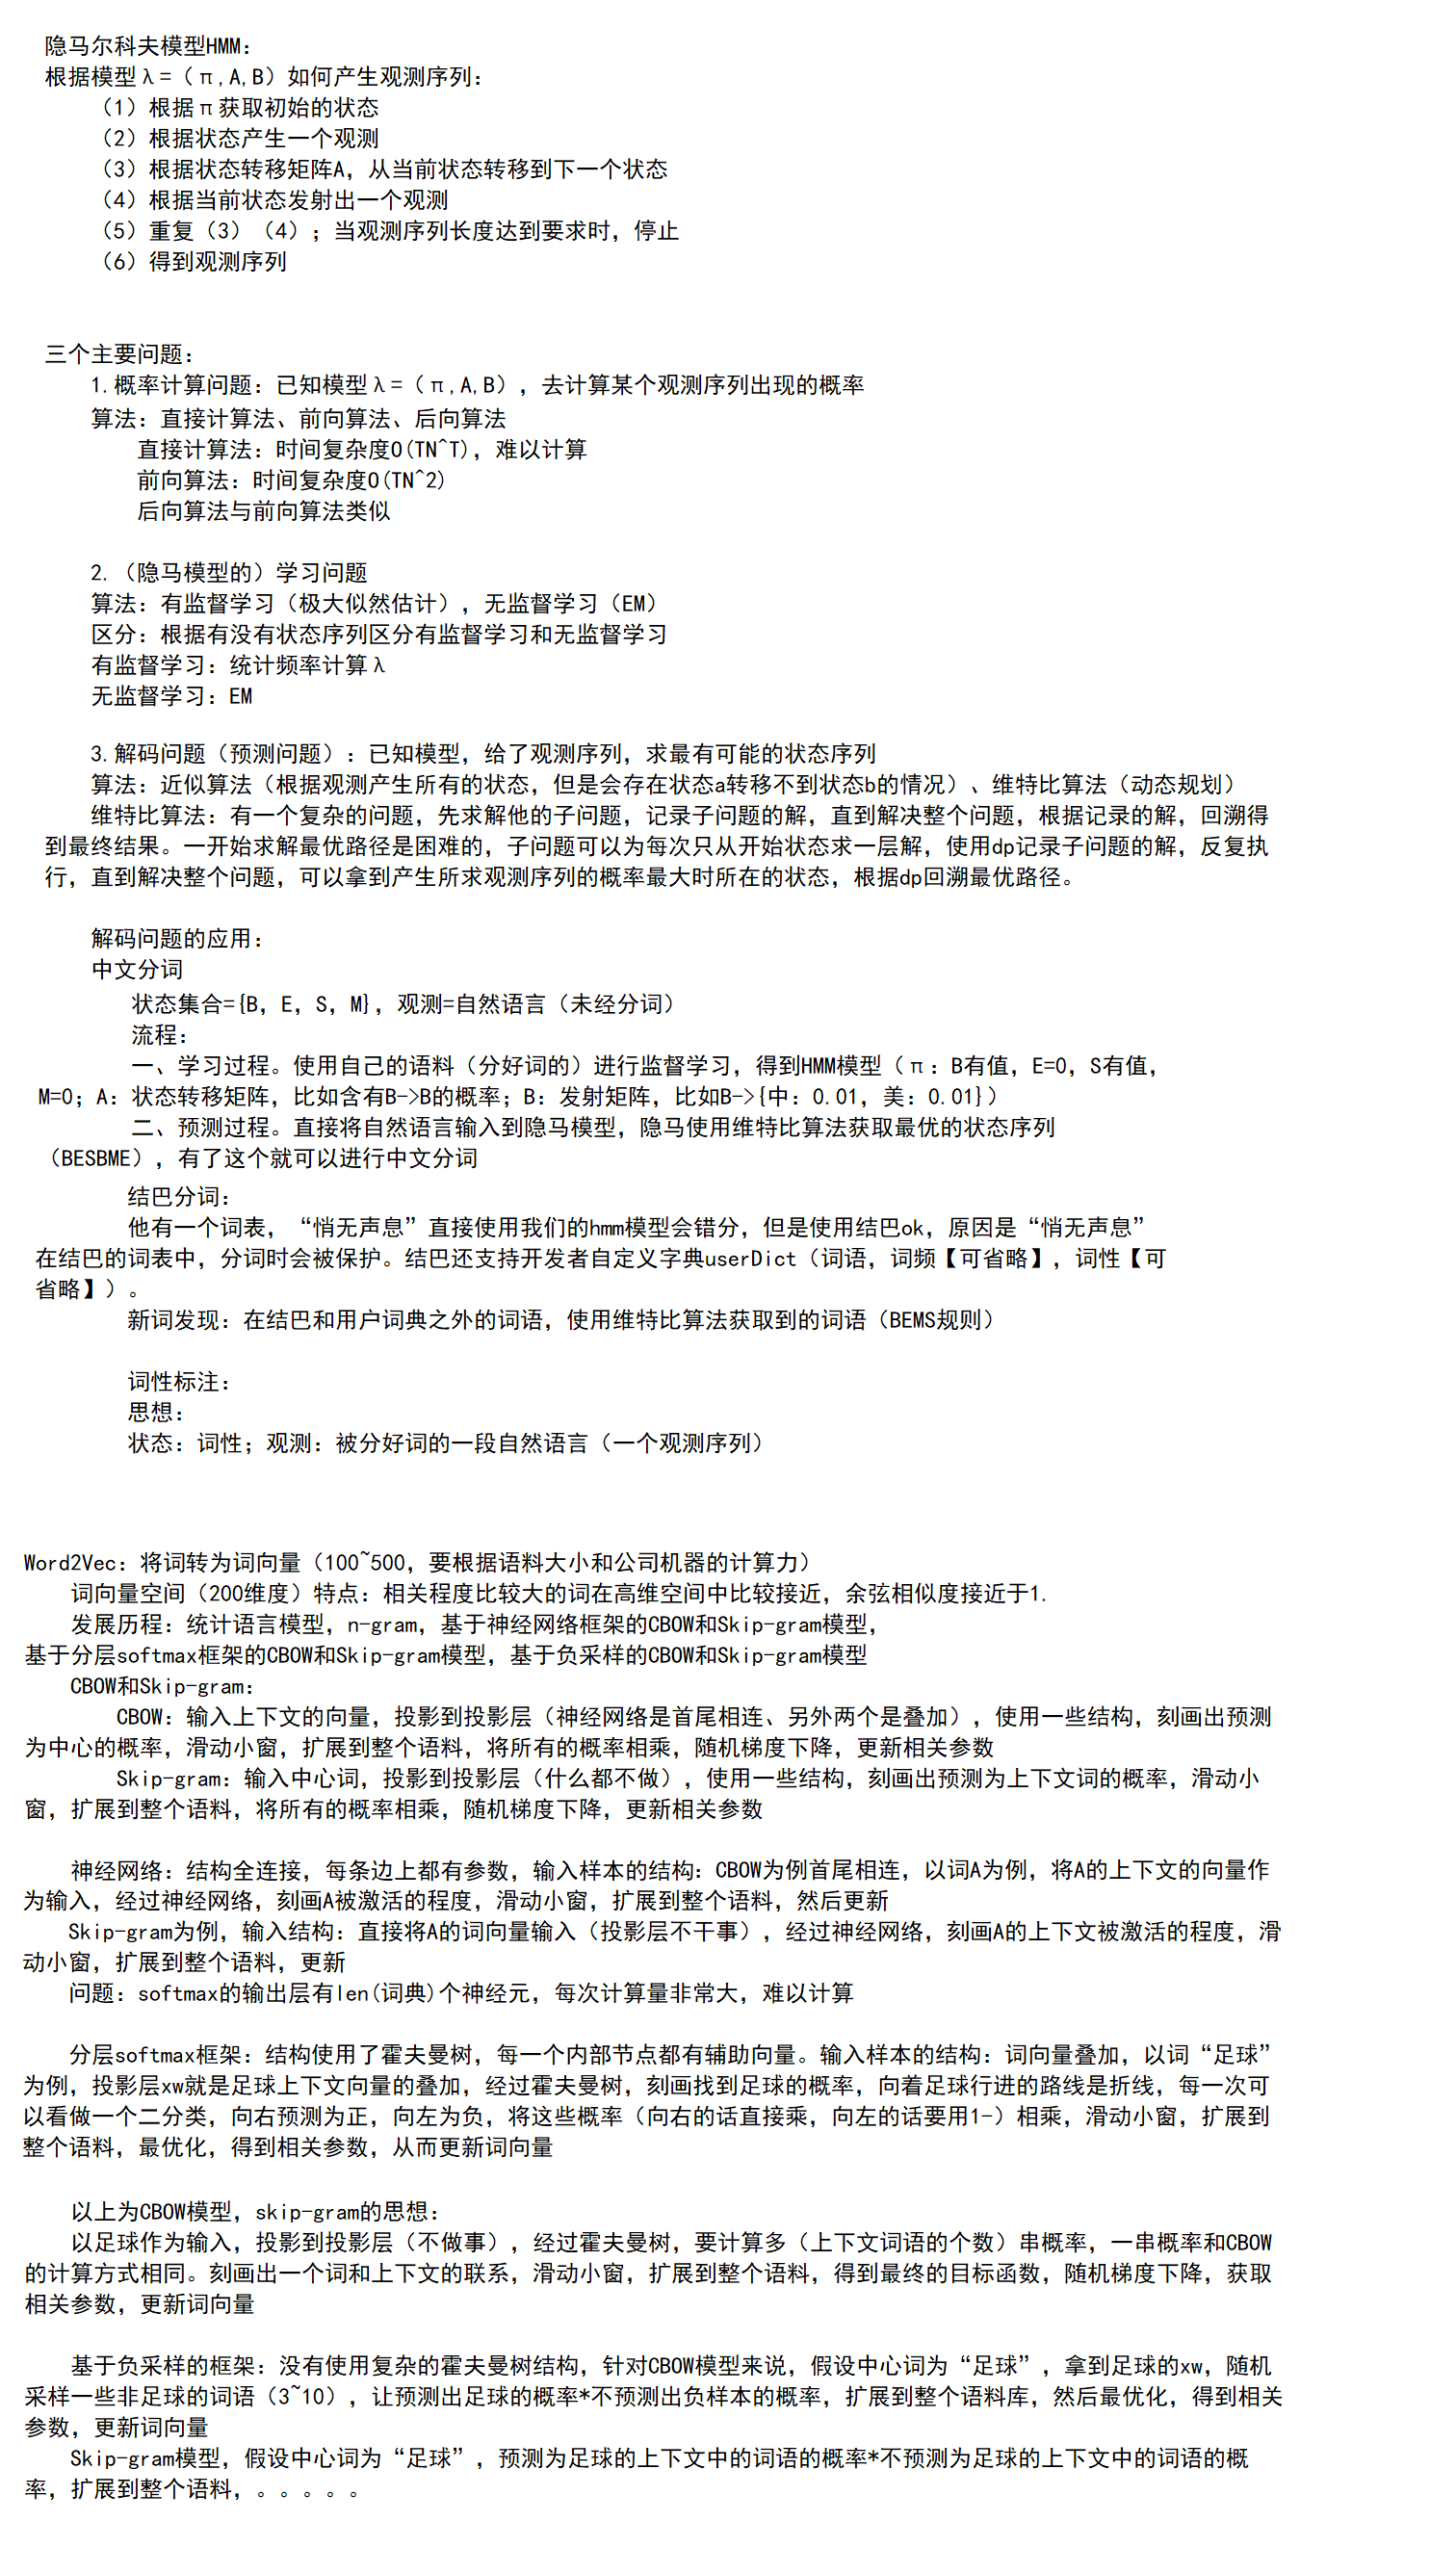 隐马尔科夫模型HMM：
根据模型λ=（π,A,B）如何产生观测序列：
（1）根据π获取初始的状态
（2）根据状态产生一个观测
（3）根据状态转移矩阵A，从当前状态转移到下一个状态
（4）根据当前状态发射出一个观测
（5）重复（3）（4）；当观测序列长度达到要求时，停止
（6）得到观测序列
三个主要问题：
1.概率计算问题：已知模型λ=（π,A,B），去计算某个观测序列出现的概率
算法：直接计算法、前向算法、后向算法
直接计算法：时间复杂度O(TN^T)，难以计算
前向算法：时间复杂度O(TN^2)
后向算法与前向算法类似
2.（隐马模型的）学习问题
算法：有监督学习（极大似然估计），无监督学习（EM）
区分：根据有没有状态序列区分有监督学习和无监督学习
有监督学习：统计频率计算λ
无监督学习：EM
3.解码问题（预测问题）：已知模型，给了观测序列，求最有可能的状态序列
算法：近似算法（根据观测产生所有的状态，但是会存在状态a转移不到状态b的情况）、维特比算法（动态规划）
维特比算法：有一个复杂的问题，先求解他的子问题，记录子问题的解，直到解决整个问题，根据记录的解，回溯得
到最终结果。一开始求解最优路径是困难的，子问题可以为每次只从开始状态求一层解，使用dp记录子问题的解，反复执
行，直到解决整个问题，可以拿到产生所求观测序列的概率最大时所在的状态，根据dp回溯最优路径。
解码问题的应用：
中文分词
状态集合={B，E，S，M}，观测=自然语言（未经分词）
流程：
一、学习过程。使用自己的语料（分好词的）进行监督学习，得到HMM模型（π：B有值，E=0，S有值，
M=0；A：状态转移矩阵，比如含有B->B的概率；B：发射矩阵，比如B->{中：0.01，美：0.01}）
二、预测过程。直接将自然语言输入到隐马模型，隐马使用维特比算法获取最优的状态序列
（BESBME），有了这个就可以进行中文分词
结巴分词：
他有一个词表，“悄无声息”直接使用我们的hmm模型会错分，但是使用结巴ok，原因是“悄无声息”
在结巴的词表中，分词时会被保护。结巴还支持开发者自定义字典userDict（词语，词频【可省略】，词性【可
省略】）。
新词发现：在结巴和用户词典之外的词语，使用维特比算法获取到的词语（BEMS规则）
词性标注：
思想：
状态：词性；观测：被分好词的一段自然语言（一个观测序列）
Word2Vec：将词转为词向量（100~500，要根据语料大小和公司机器的计算力）
词向量空间（200维度）特点：相关程度比较大的词在高维空间中比较接近，余弦相似度接近于1.
发展历程：统计语言模型，n-gram，基于神经网络框架的CBOW和Skip-gram模型，
基于分层softmax框架的CBOW和Skip-gram模型，基于负采样的CBOW和Skip-gram模型
CBOW和Skip-gram：
CBOW：输入上下文的向量，投影到投影层（神经网络是首尾相连、另外两个是叠加），使用一些结构，刻画出预测
为中心的概率，滑动小窗，扩展到整个语料，将所有的概率相乘，随机梯度下降，更新相关参数
Skip-gram：输入中心词，投影到投影层（什么都不做），使用一些结构，刻画出预测为上下文词的概率，滑动小
窗，扩展到整个语料，将所有的概率相乘，随机梯度下降，更新相关参数
神经网络：结构全连接，每条边上都有参数，输入样本的结构：CBOW为例首尾相连，以词A为例，将A的上下文的向量作
为输入，经过神经网络，刻画A被激活的程度，滑动小窗，扩展到整个语料，然后更新
Skip-gram为例，输入结构：直接将A的词向量输入（投影层不干事），经过神经网络，刻画A的上下文被激活的程度，滑
动小窗，扩展到整个语料，更新
问题：softmax的输出层有len(词典)个神经元，每次计算量非常大，难以计算
分层softmax框架：结构使用了霍夫曼树，每一个内部节点都有辅助向量。输入样本的结构：词向量叠加，以词“足球”
为例，投影层xw就是足球上下文向量的叠加，经过霍夫曼树，刻画找到足球的概率，向着足球行进的路线是折线，每一次可
以看做一个二分类，向右预测为正，向左为负，将这些概率（向右的话直接乘，向左的话要用1-）相乘，滑动小窗，扩展到
整个语料，最优化，得到相关参数，从而更新词向量
以上为CBOW模型，skip-gram的思想：
以足球作为输入，投影到投影层（不做事），经过霍夫曼树，要计算多（上下文词语的个数）串概率，一串概率和CBOW
的计算方式相同。刻画出一个词和上下文的联系，滑动小窗，扩展到整个语料，得到最终的目标函数，随机梯度下降，获取
相关参数，更新词向量
基于负采样的框架：没有使用复杂的霍夫曼树结构，针对CBOW模型来说，假设中心词为“足球”，拿到足球的xw，随机
采样一些非足球的词语（3~10），让预测出足球的概率*不预测出负样本的概率，扩展到整个语料库，然后最优化，得到相关
参数，更新词向量
Skip-gram模型，假设中心词为“足球”，预测为足球的上下文中的词语的概率*不预测为足球的上下文中的词语的概
率，扩展到整个语料，。。。。。